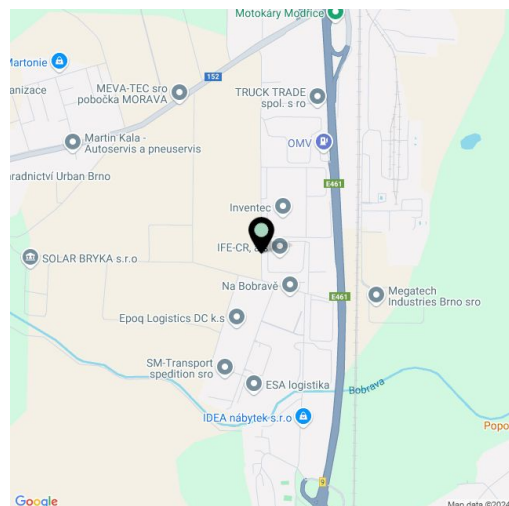 Motokáry Modřice
Martonie
anizace
152
MEVA-TEC sro
pobočka MORAVA
TRUCK TRADE
spol. s ro
Martin Kala -
Autoservis a pneuservis
OMV
hradnictví Urban Brno
E461
Inventec
IFE-CR, a.s
SOLAR BRYKA s.r.o
Na Bobravě
E461
Megatech
Industries Brno sro
Epoq Logistics DC k.s
SM-Transport
spedition sro
ESA logistika
Bobrava
IDEA nábytek s.r.o
Popo
9
Google
Map data ©2024